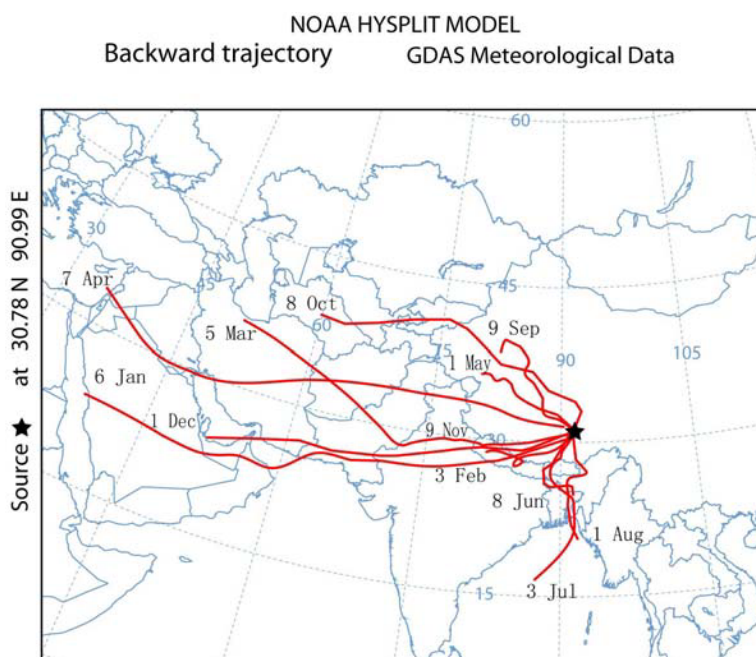 NOAA HYSPLIT MODEL
Backward trajectory GDAS Meteorological Data
Source ★ at 30.78 N 90.99 E
60
30
7 Apr
45
45
8 Oct
5 Mar
60
9 Sep
75
90
105
1 May
6 Jan
1 Dec
9 Nov
30
3 Feb
8 Jun
1 Aug
15
3 Jul